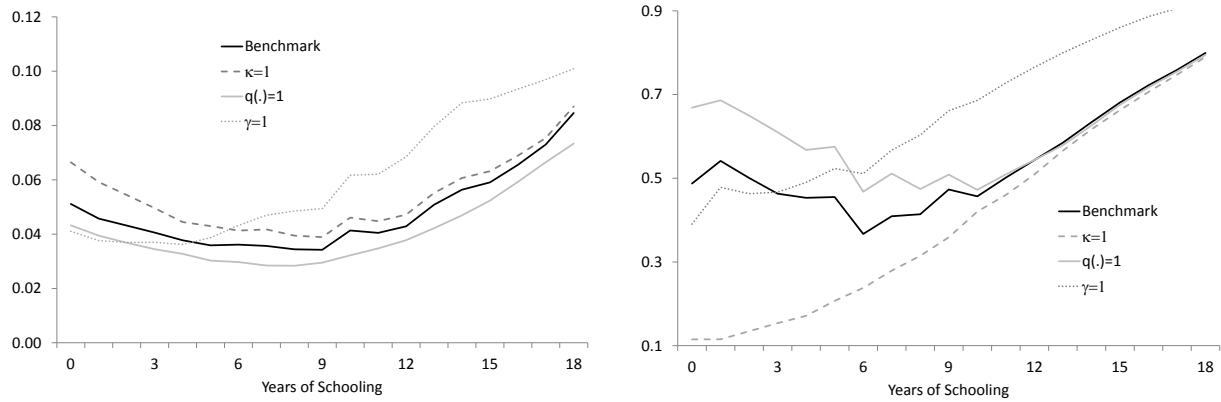 0.12
0.10
0.08
0.06
0.04
0.02
0.00
Benchmark
κ=1
q(.)=1
γ=1
0 3 6 9 12 15 18
Years of Schooling
0.9
0.7
0.5
0.3
0.1
Benchmark
κ=1
q(.)=1
γ=1
0 3 6 9 12 15 18
Years of Schooling